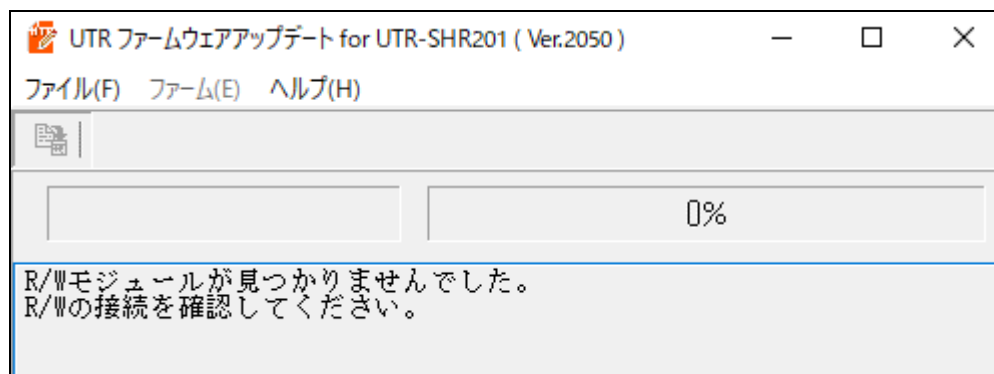 UTR ファームウェアアップデート for UTR-SHR201 ( Ver.2050 )
ファイル(F) ファーム(E) ヘルプ(H)
0%
R/Wモジュールが見つかりませんでした。
R/Wの接続を確認してください。